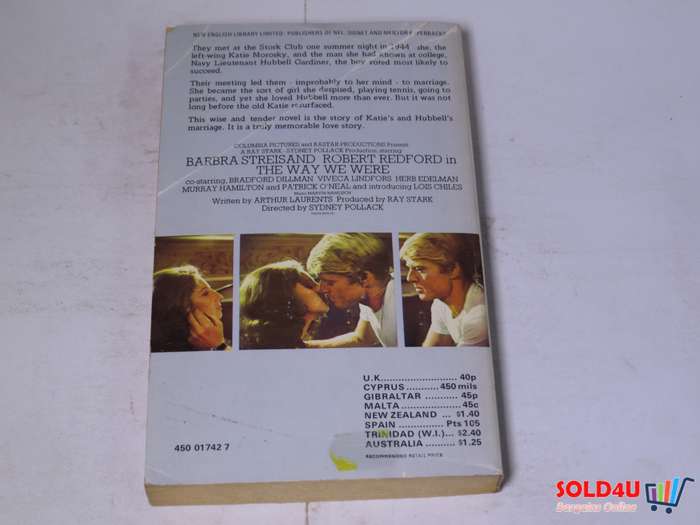 NEW ENGLISH LIBRARY LIMITED: PUBLISHERS OF NEL, SIGNET AND MENTOR PAPERBACKS
They met at the Stork Club one summer night in 1944 she, the
left-wing Katie Morosky, and the man she had known at college,
Navy Lieutenant Hubbell Gardiner, the boy voted most likely to
succeed.
Their meeting led them - improbably to her mind - to marriage.
She became the sort of girl she despised, playing tennis, going to
parties, and yet she loved Hubbell more than ever. But it was not
long before the old Katie resurfaced.
This wise and tender novel is the story of Katie's and Hubbell's
marriage. It is a truly memorable love story.
COLUMBIA PICTURES and RASTAR PRODUCTIONS Present
A RAY STARK - SYDNEY POLLACK Production, starring
BARBRA STREISAND ROBERT REDFORD in
THE WAY WE WERE
co-starring, BRADFORD DILLMAN, VIVECA LINDFORS, HERB EDELMAN
MURRAY HAMILTON and PATRICK O'NEAL and introducing LOIS CHILES
Music MARVIN HAMLISCH
Written by ARTHUR LAURENTS Produced by RAY STARK
Directed by SYDNEY POLLACK
U.K.......................... 40p
CYPRUS ........... 450 mils
GIBRALTAR ........... 45p
MALTA .................... 45c
NEW ZEALAND ... $1.40
SPAIN ............... Pts 105
TRINIDAD (W.I.)... $2.40
AUSTRALIA .......... $1.25
RECOMMENDED RETAIL PRICE
450 01742 7
SOLD4U
Bargains Online